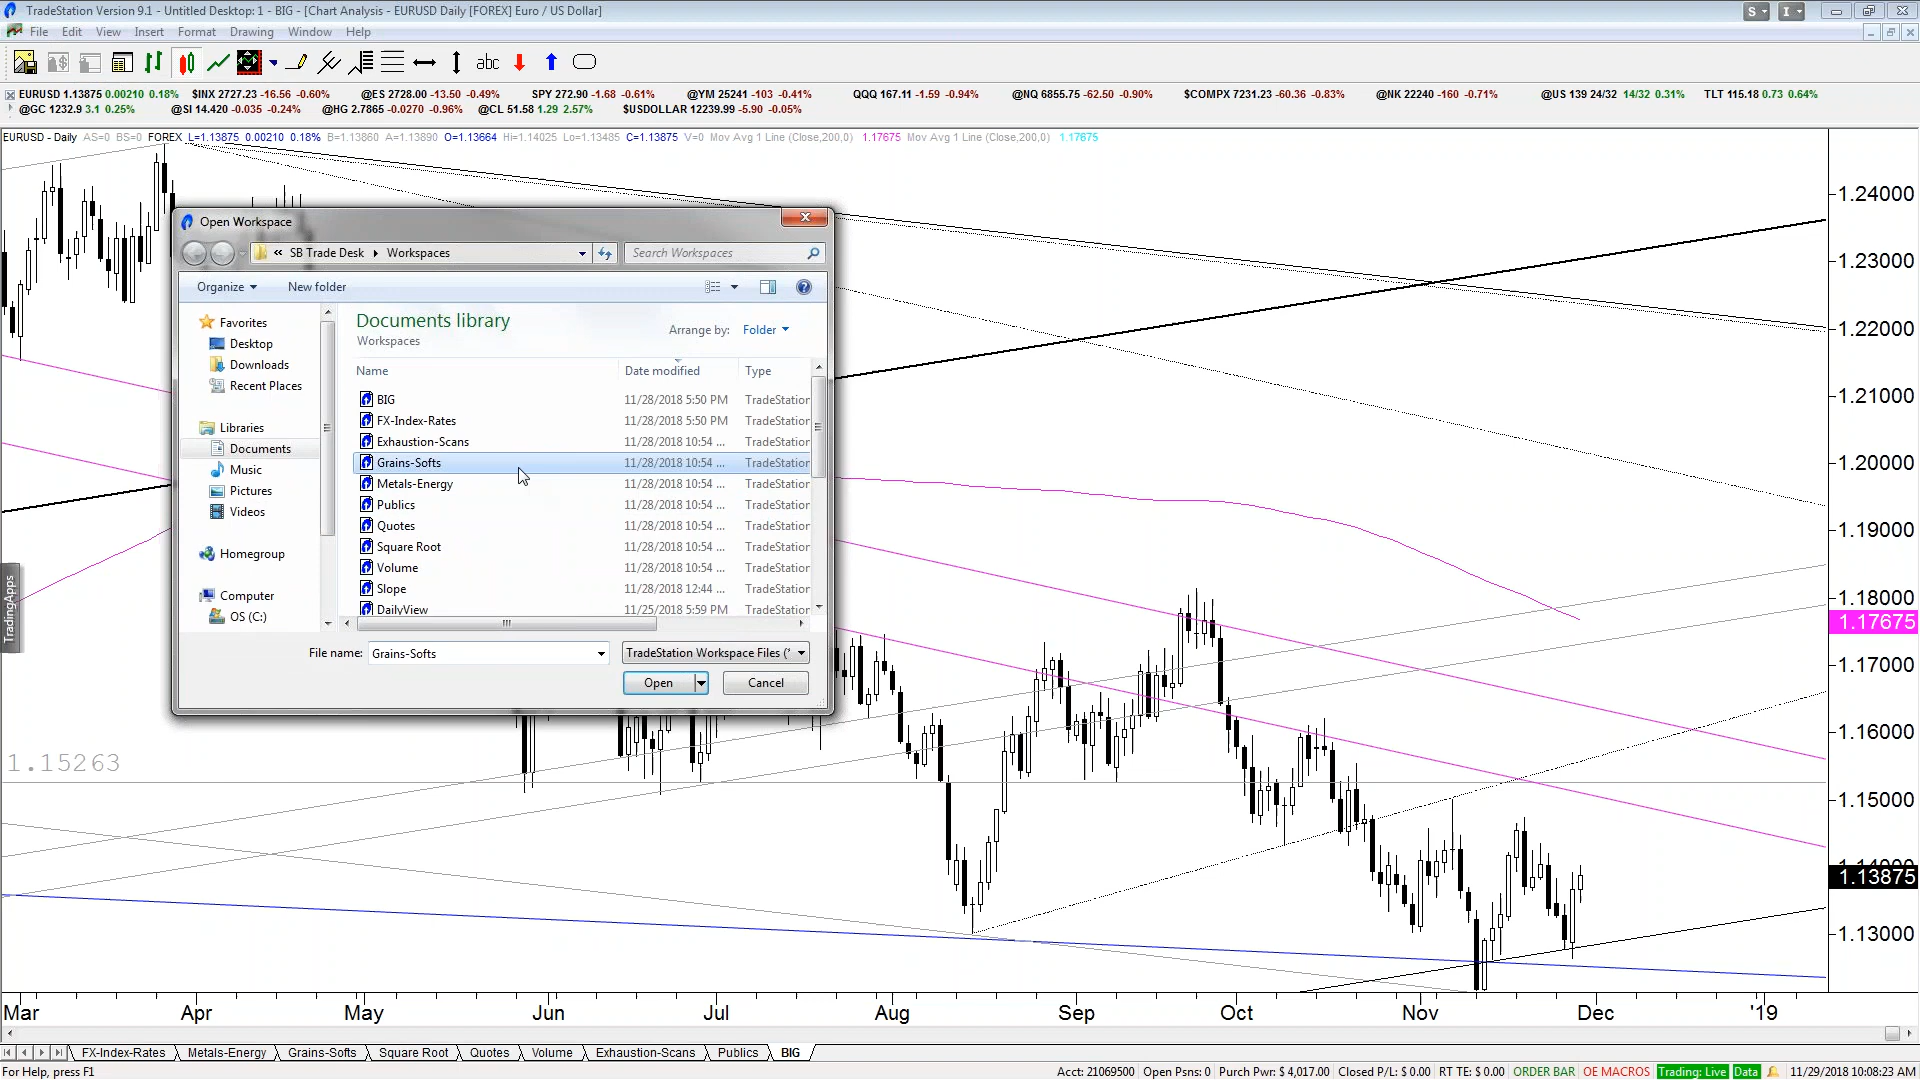 TradeStation Version 9.1 - Untitled Desktop: 1 - BIG - [Chart Analysis - EURUSD Daily [FOREX] Euro / US Dollar]
S I
File Edit View Insert Format Drawing Window Help
abc
EURUSD 1.13875 0.00210 0.18% $INX 2727.23 -16.56 -0.60% @ES 2728.00 -13.50 -0.49% SPY 272.90 -1.68 -0.61% @YM 25241 -103 -0.41% QQQ 167.11 -1.59 -0.94% @NQ 6855.75 -62.50 -0.90% $COMPX 7231.23 -60.36 -0.83% @NK 22240 -160 -0.71% @US 139 24/32 14/32 0.31% TLT 115.18 0.73 0.64%
@GC 1232.9 3.1 0.25% @SI 14.420 -0.035 -0.24% @HG 2.7865 -0.0270 -0.96% @CL 51.58 1.29 2.57% $USDOLLAR 12239.99 -5.90 -0.05%
EURUSD - Daily AS=0 BS=0 FOREX L=1.13875 0.00210 0.18% B=1.13860 A=1.13890 O=1.13664 Hi=1.14025 Lo=1.13485 C=1.13875 V=0 Mov Avg 1 Line (Close,200,0) 1.17675 Mov Avg 1 Line (Close,200,0) 1.17675
Open Workspace
« SB Trade Desk Workspaces Search Workspaces
Organize New folder
Favorites
Desktop
Downloads
Recent Places
Libraries
Documents
Music
Pictures
Videos
Homegroup
Computer
OS (C:)
Documents library
Workspaces
Arrange by: Folder
Name Date modified Type
BIG 11/28/2018 5:50 PM TradeStation
FX-Index-Rates 11/28/2018 5:50 PM TradeStation
Exhaustion-Scans 11/28/2018 10:54 ... TradeStation
Grains-Softs 11/28/2018 10:54 ... TradeStation
Metals-Energy 11/28/2018 10:54 ... TradeStation
Publics 11/28/2018 10:54 ... TradeStation
Quotes 11/28/2018 10:54 ... TradeStation
Square Root 11/28/2018 10:54 ... TradeStation
Volume 11/28/2018 10:54 ... TradeStation
Slope 11/28/2018 12:44 ... TradeStation
DailyView 11/25/2018 5:59 PM TradeStation
File name: Grains-Softs TradeStation Workspace Files (*
Open Cancel
TradingApps
1.15263
1.24000
1.23000
1.22000
1.21000
1.20000
1.19000
1.18000
1.17675
1.17000
1.16000
1.15000
1.14000
1.13875
1.13000
Mar Apr May Jun Jul Aug Sep Oct Nov Dec '19
FX-Index-Rates Metals-Energy Grains-Softs Square Root Quotes Volume Exhaustion-Scans Publics BIG
For Help, press F1 Acct: 21069500 Open Psns: 0 Purch Pwr: $ 4,017.00 Closed P/L: $ 0.00 RT TE: $ 0.00 ORDER BAR OE MACROS Trading: Live Data 11/29/2018 10:08:23 AM